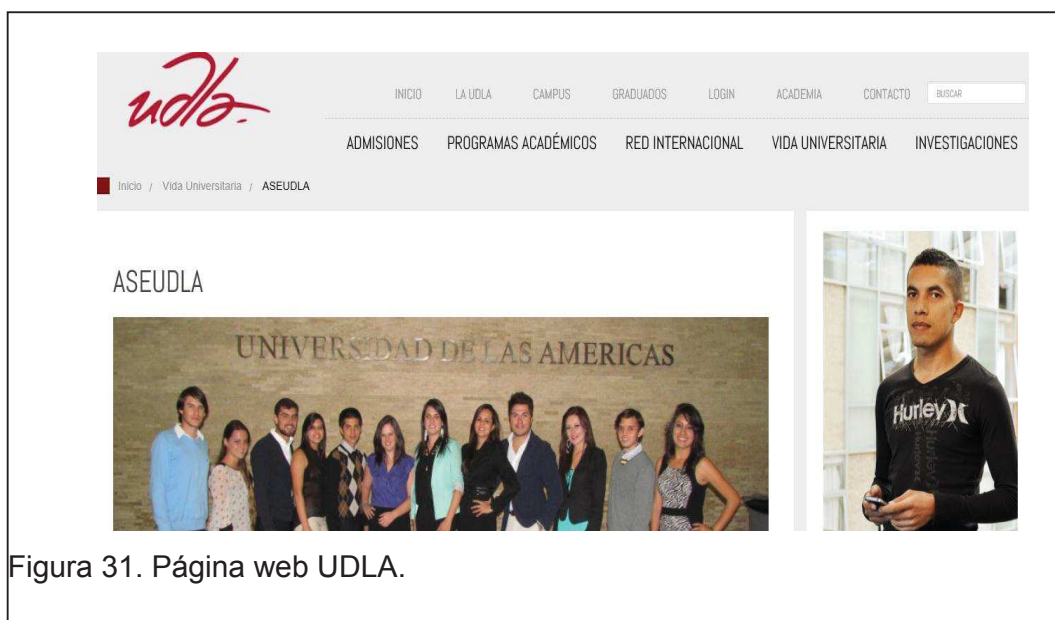 udla-
INICIO LA UDLA CAMPUS GRADUADOS LOGIN ACADEMIA CONTACTO BUSCAR
ADMISIONES PROGRAMAS ACADÉMICOS RED INTERNACIONAL VIDA UNIVERSITARIA INVESTIGACIONES
Inicio / Vida Universitaria / ASEUDLA
ASEUDLA
UNIVERSIDAD DE LAS AMERICAS
Hurley
Figura 31. Página web UDLA.